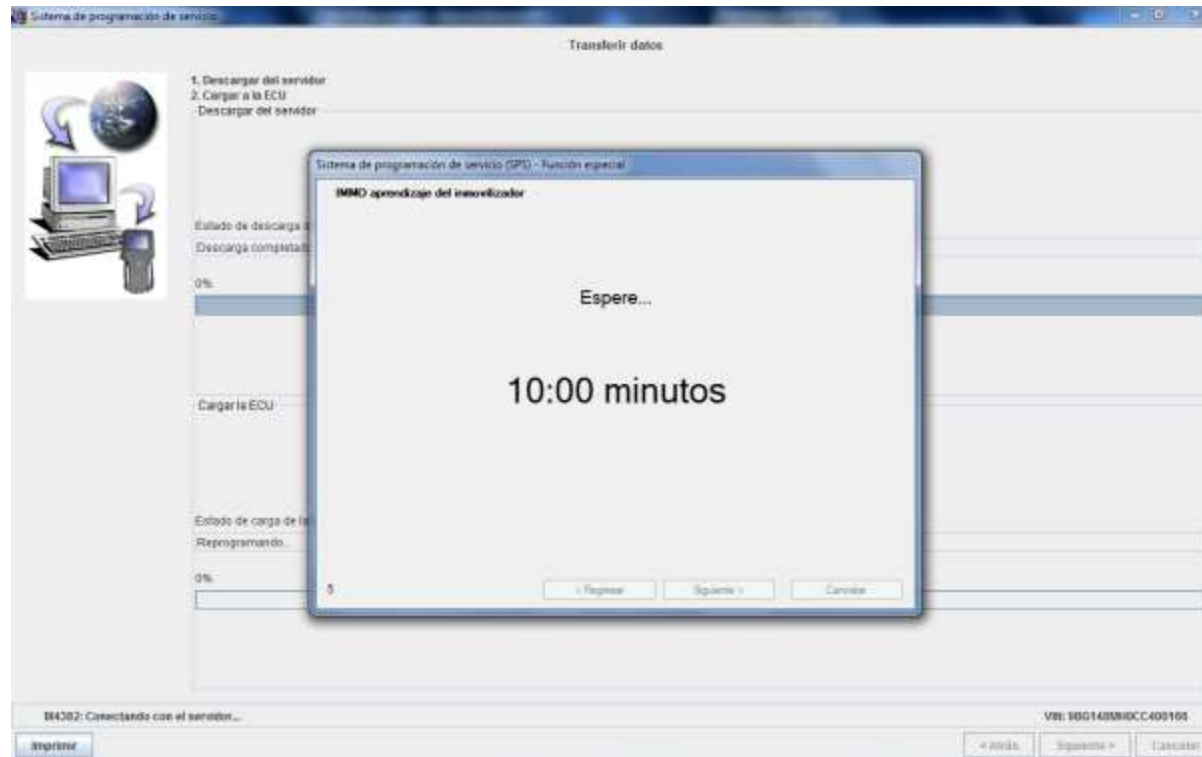 Sistema de programación de servicio
Transferir datos
1. Descargar del servidor
2. Cargar a la ECU
Descargar del servidor
Sistema de programación de servicio (SPS) - Función especial
IMMO aprendizaje del inmovilizador
Estado de descarga
Descarga completada
0%
Espere...
10:00 minutos
Cargar la ECU
Estado de carga de la
Reprogramando..
0%
5
< Regresar
Siguiente >
Cancelar
Conectando con el servidor...
VIN:
Imprimir
< Atrás
Siguiente >
Cancelar